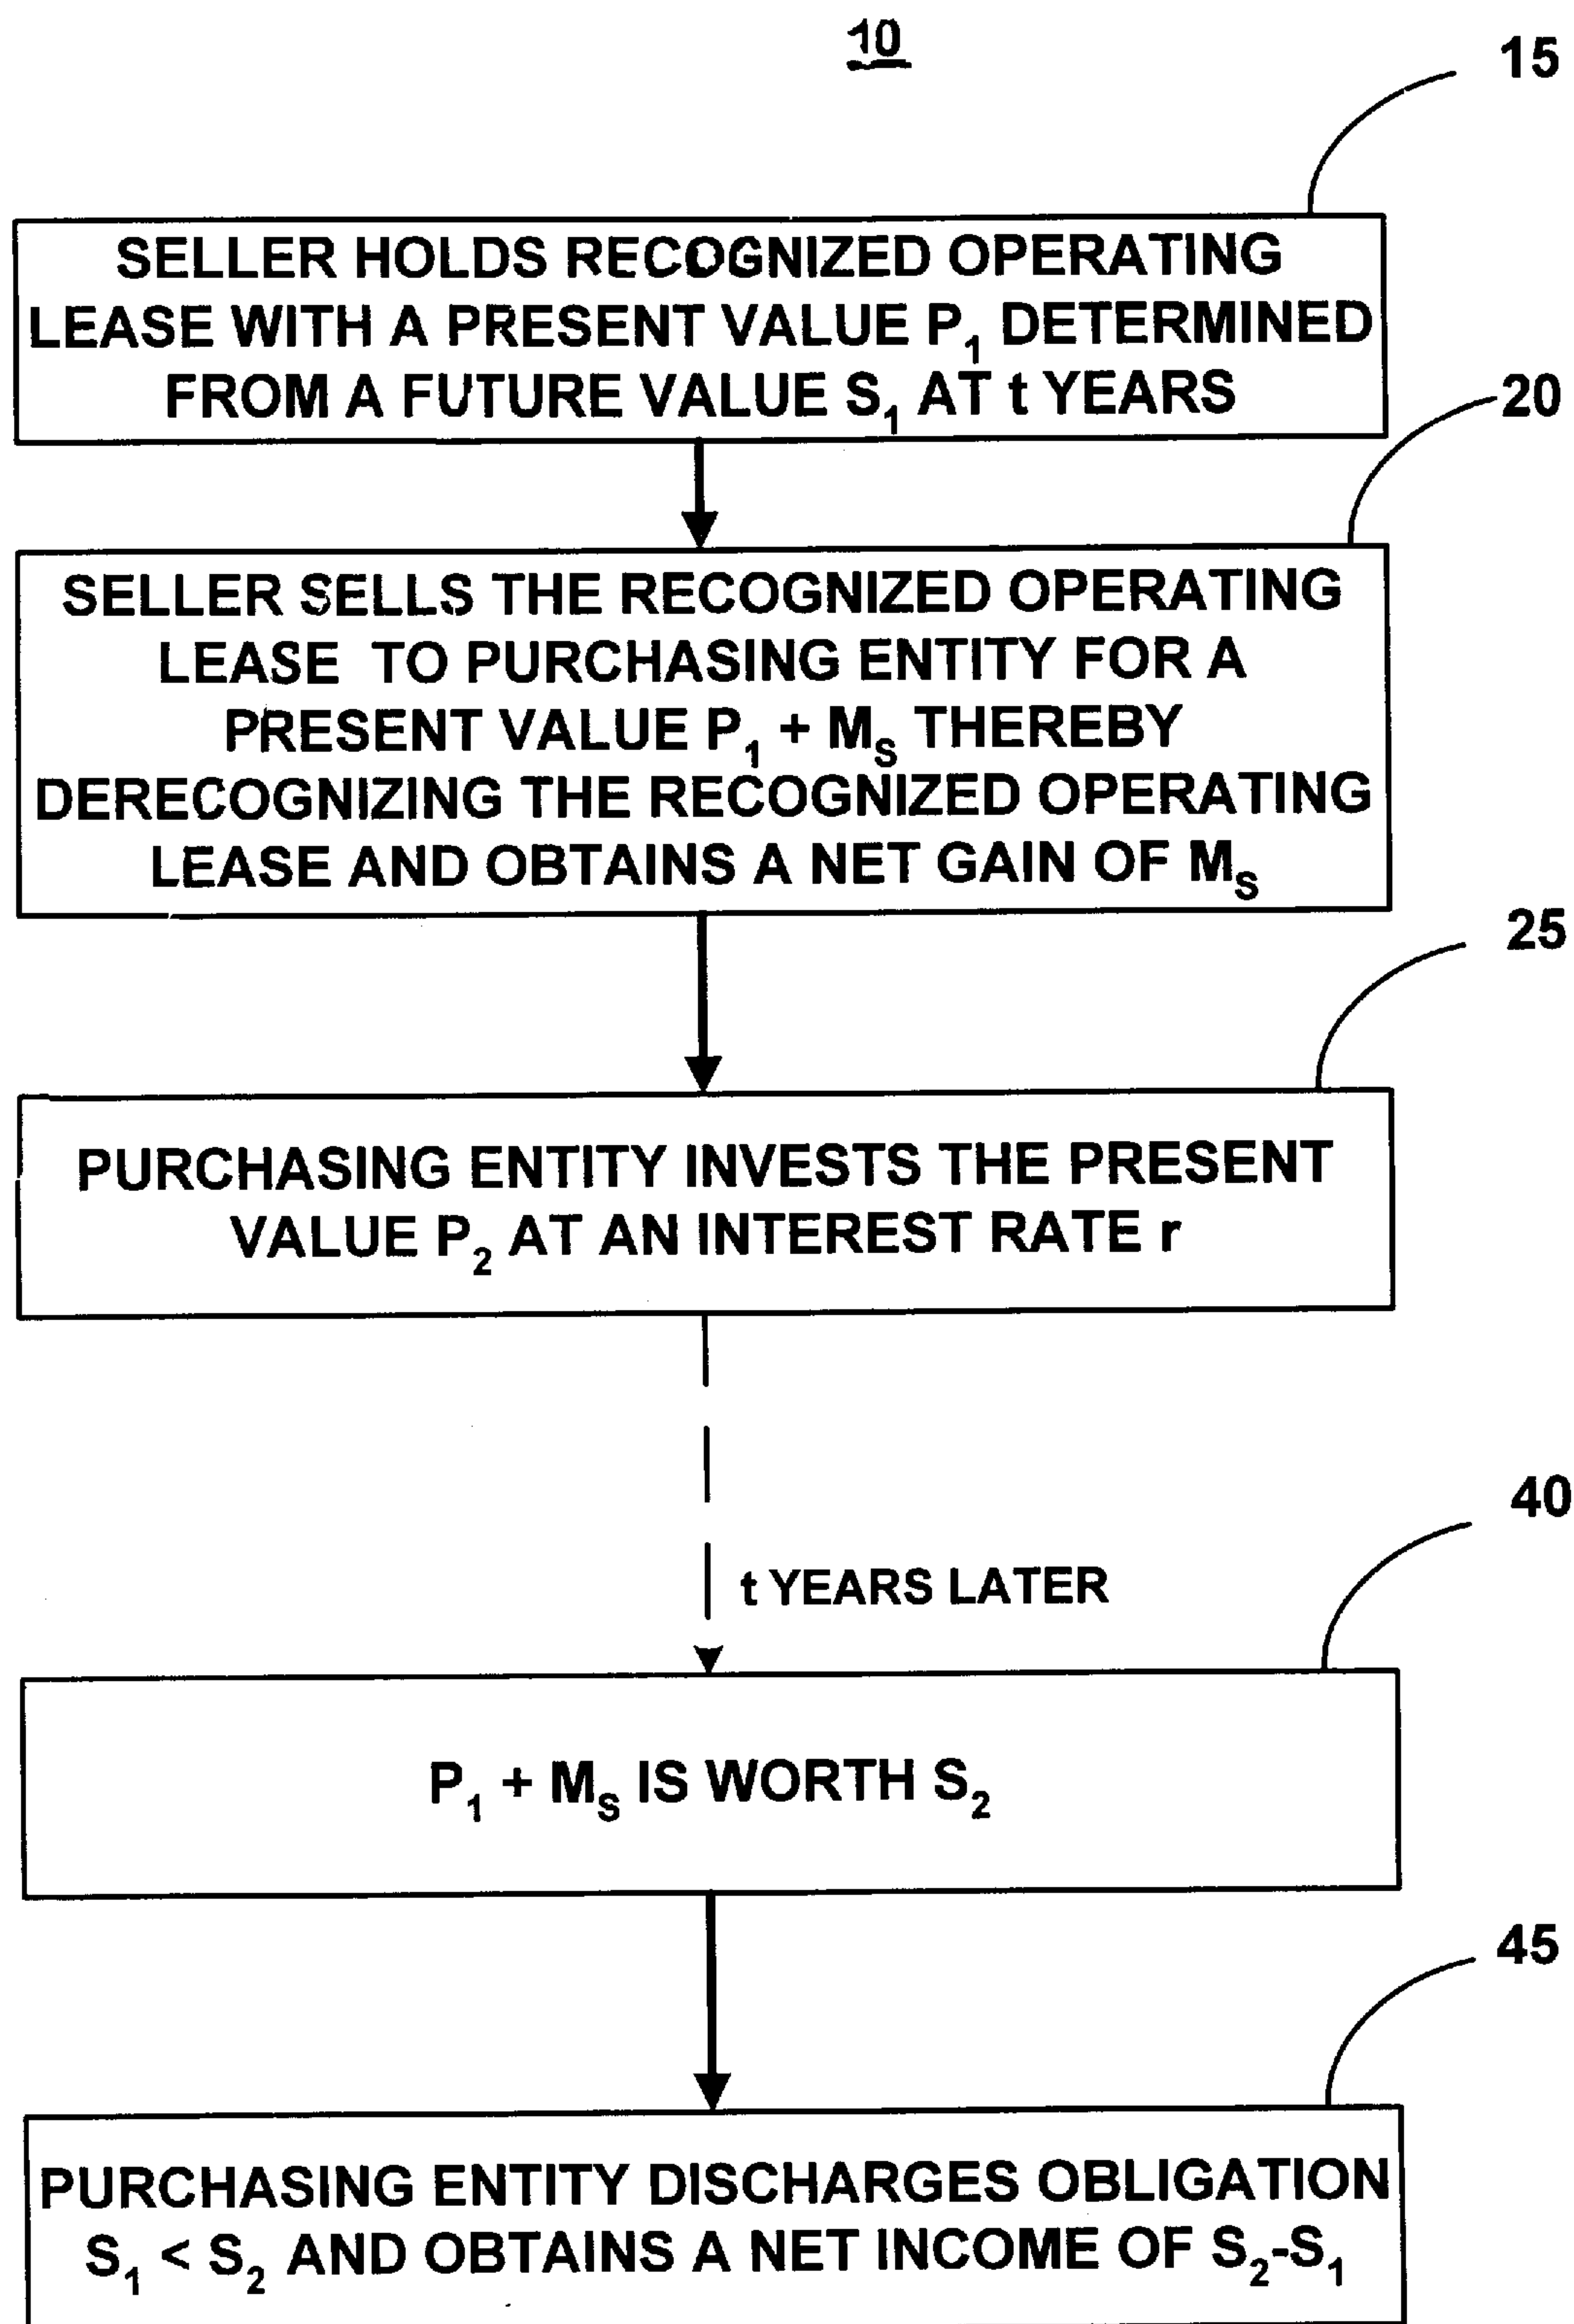 10
15
SELLER HOLDS RECOGNIZED OPERATING
LEASE WITH A PRESENT VALUE P₁ DETERMINED
FROM A FUTURE VALUE S₁ AT t YEARS
20
SELLER SELLS THE RECOGNIZED OPERATING
LEASE TO PURCHASING ENTITY FOR A
PRESENT VALUE P₁ + M_S THEREBY
DERECOGNIZING THE RECOGNIZED OPERATING
LEASE AND OBTAINS A NET GAIN OF M_S
25
PURCHASING ENTITY INVESTS THE PRESENT
VALUE P₂ AT AN INTEREST RATE r
t YEARS LATER
40
P₁ + M_S IS WORTH S₂
45
PURCHASING ENTITY DISCHARGES OBLIGATION
S₁ < S₂ AND OBTAINS A NET INCOME OF S₂-S₁